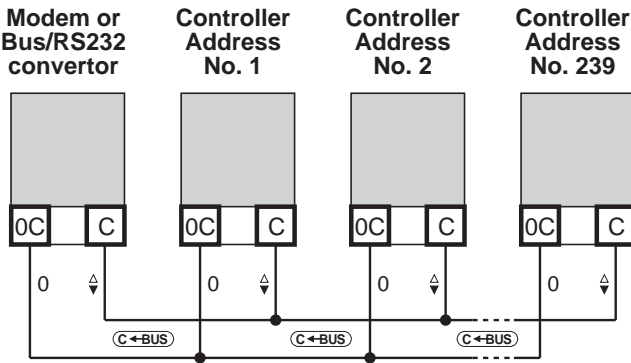 Modem or
Bus/RS232
convertor
Controller
Address
No. 1
Controller
Address
No. 2
Controller
Address
No. 239
0C C 0C C 0C C 0C C
0 0 0 0
C BUS C BUS C BUS